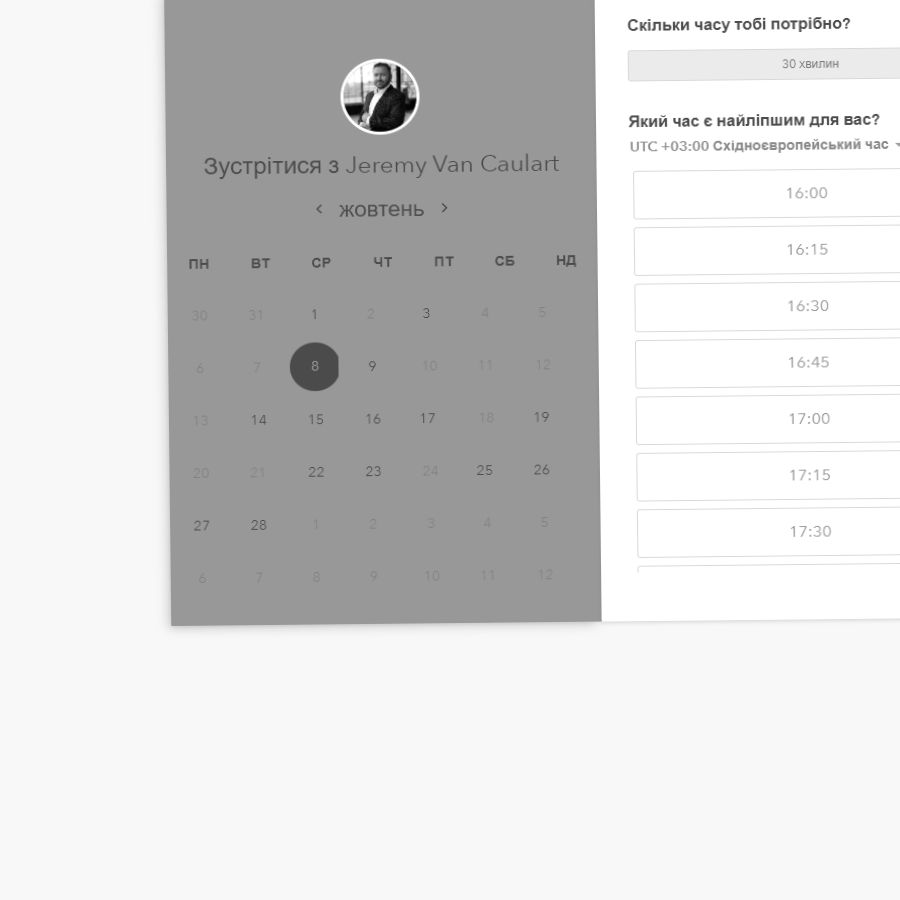 Зустрітися з Jeremy Van Caulart
жовтень
ПН ВТ СР ЧТ ПТ СБ НД
30 31 1 2 3 4 5
6 7 8 9 10 11 12
13 14 15 16 17 18 19
20 21 22 23 24 25 26
27 28 1 2 3 4 5
6 7 8 9 10 11 12
Скільки часу тобі потрібно?
30 хвилин
Який час є найліпшим для вас?
UTC +03:00 Східноєвропейський час
16:00
16:15
16:30
16:45
17:00
17:15
17:30